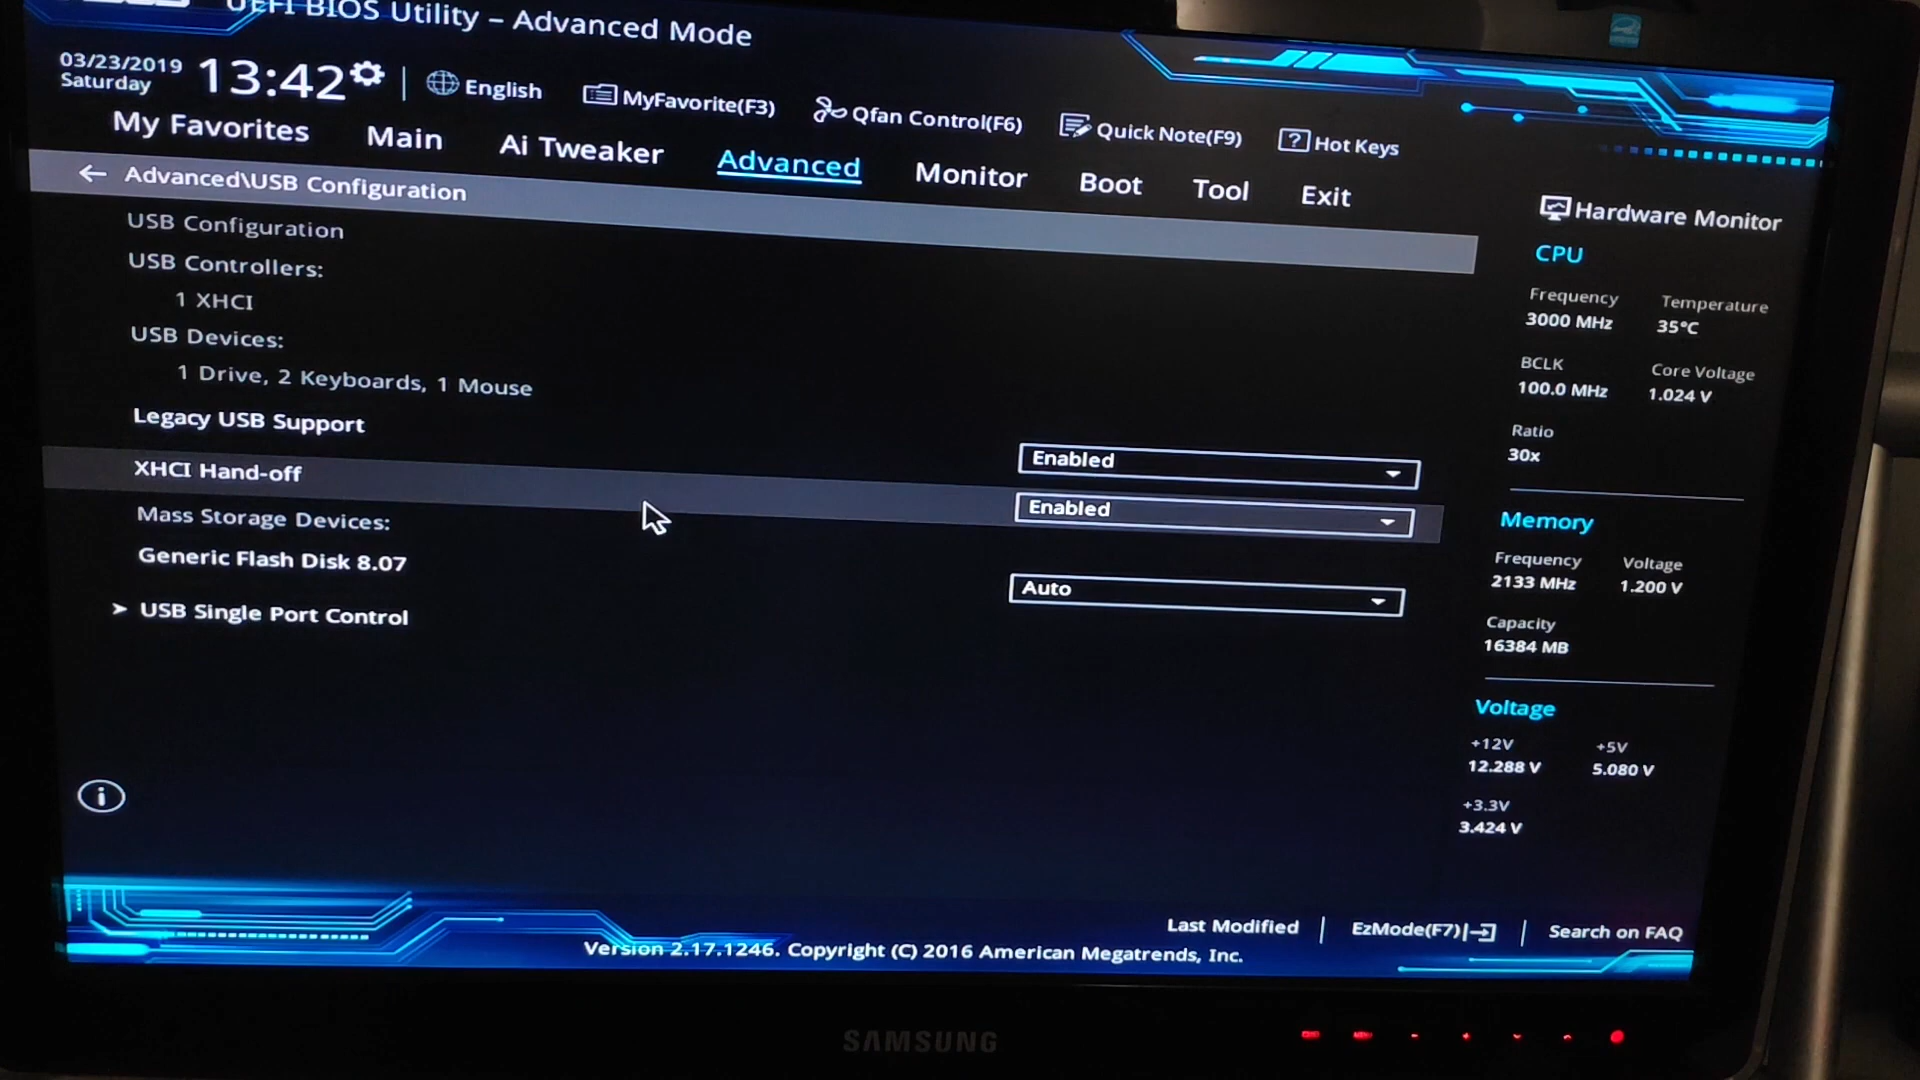 UEFI BIOS Utility – Advanced Mode
03/23/2019
Saturday
13:42
English
MyFavorite(F3)
Qfan Control(F6)
Quick Note(F9)
? Hot Keys
My Favorites
Main
Ai Tweaker
Advanced
Monitor
Boot
Tool
Exit
← Advanced\USB Configuration
USB Configuration
USB Controllers:
1 XHCI
USB Devices:
1 Drive, 2 Keyboards, 1 Mouse
Legacy USB Support
Enabled
XHCI Hand-off
Enabled
Mass Storage Devices:
Generic Flash Disk 8.07
Auto
> USB Single Port Control
Hardware Monitor
CPU
Frequency Temperature
3000 MHz 35°C
BCLK Core Voltage
100.0 MHz 1.024 V
Ratio
30x
Memory
Frequency Voltage
2133 MHz 1.200 V
Capacity
16384 MB
Voltage
+12V +5V
12.288 V 5.080 V
+3.3V
3.424 V
i
Last Modified
EzMode(F7)
Search on FAQ
Version 2.17.1246. Copyright (C) 2016 American Megatrends, Inc.
SAMSUNG